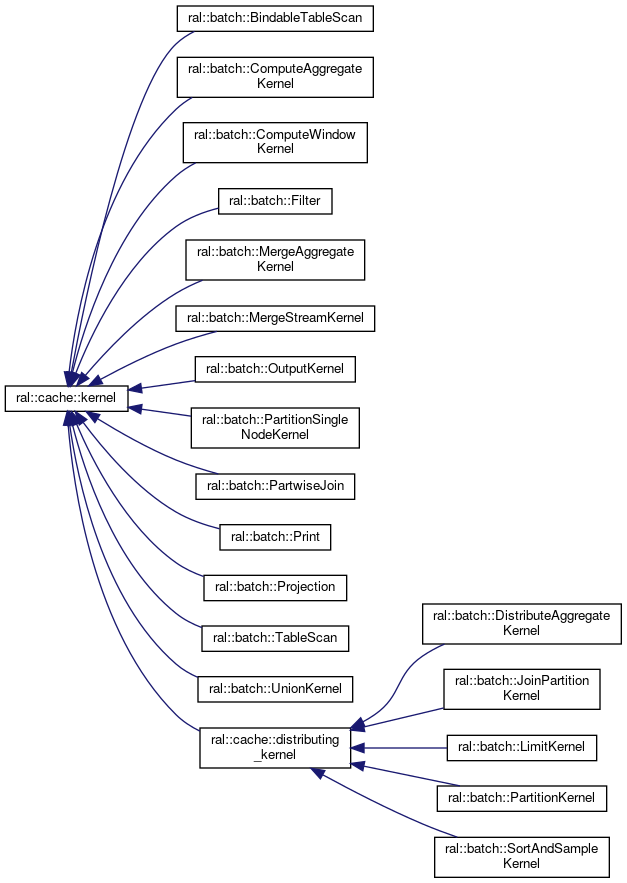 ral::batch::BindableTableScan
ral::batch::ComputeAggregate
Kernel
ral::batch::ComputeWindow
Kernel
ral::batch::Filter
ral::batch::MergeAggregate
Kernel
ral::batch::MergeStreamKernel
ral::batch::OutputKernel
ral::cache::kernel
ral::batch::PartitionSingle
NodeKernel
ral::batch::PartwiseJoin
ral::batch::Print
ral::batch::Projection
ral::batch::TableScan
ral::batch::UnionKernel
ral::cache::distributing
_kernel
ral::batch::DistributeAggregate
Kernel
ral::batch::JoinPartition
Kernel
ral::batch::LimitKernel
ral::batch::PartitionKernel
ral::batch::SortAndSample
Kernel